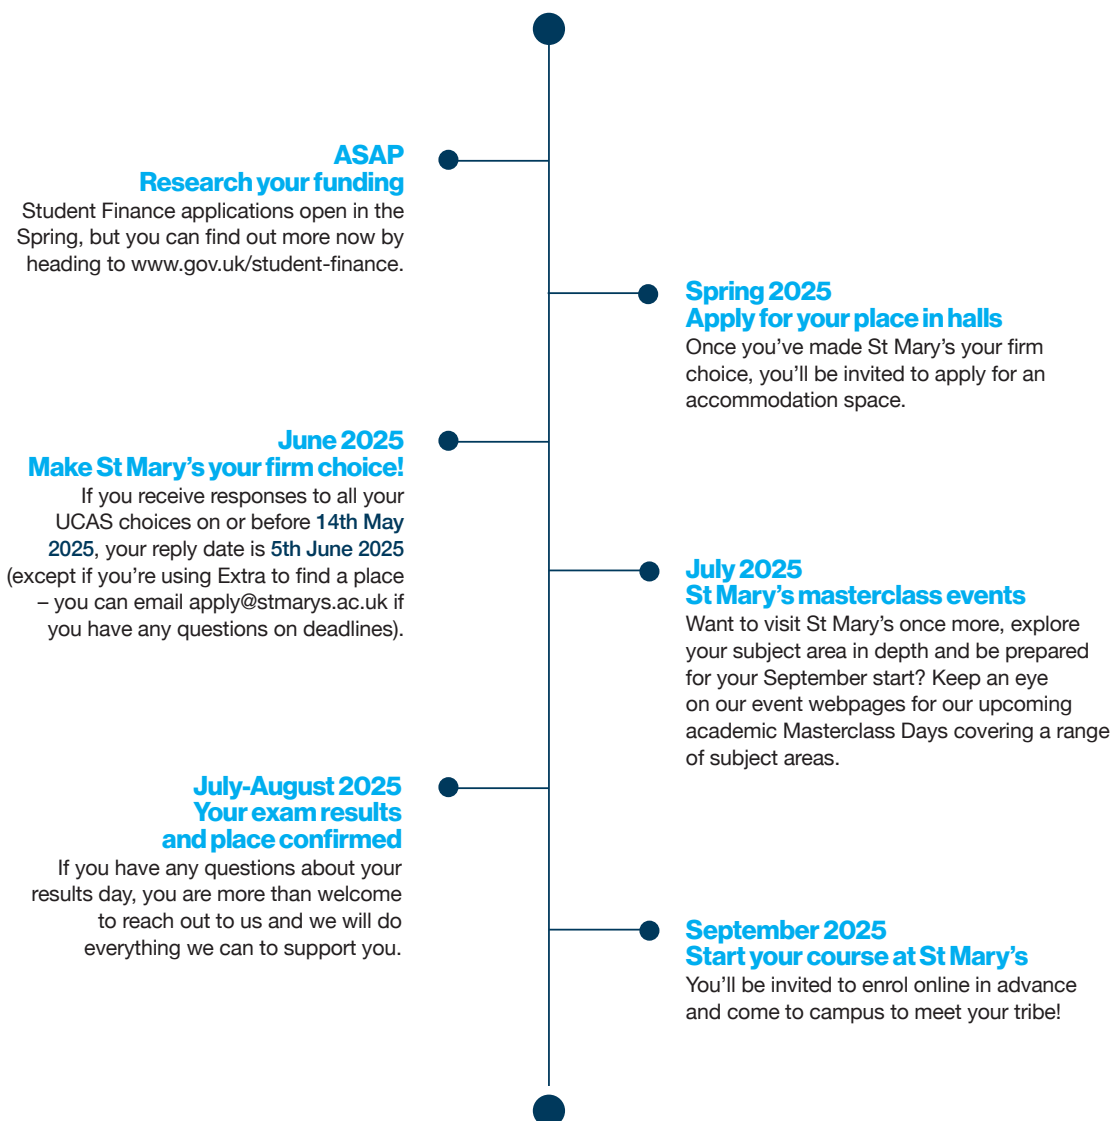 ASAP
Research your funding
Student Finance applications open in the
Spring, but you can find out more now by
heading to www.gov.uk/student-finance.
Spring 2025
Apply for your place in halls
Once you've made St Mary's your firm
choice, you'll be invited to apply for an
accommodation space.
June 2025
Make St Mary's your firm choice!
If you receive responses to all your
UCAS choices on or before 14th May
2025, your reply date is 5th June 2025
(except if you're using Extra to find a place
– you can email apply@stmarys.ac.uk if
you have any questions on deadlines).
July 2025
St Mary's masterclass events
Want to visit St Mary's once more, explore
your subject area in depth and be prepared
for your September start? Keep an eye
on our event webpages for our upcoming
academic Masterclass Days covering a range
of subject areas.
July-August 2025
Your exam results
and place confirmed
If you have any questions about your
results day, you are more than welcome
to reach out to us and we will do
everything we can to support you.
September 2025
Start your course at St Mary's
You'll be invited to enrol online in advance
and come to campus to meet your tribe!